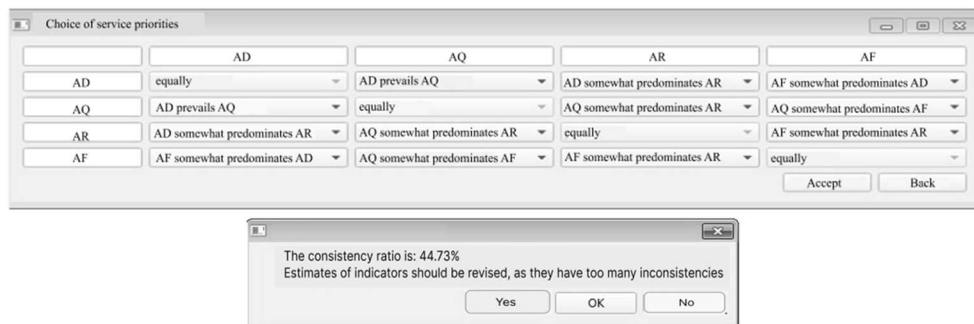 Choice of service priorities
AD AQ AR AF
AD equally AD prevails AQ AD somewhat predominates AR AF somewhat predominates AD
AQ AD prevails AQ equally AQ somewhat predominates AR AQ somewhat predominates AF
AR AD somewhat predominates AR AQ somewhat predominates AR equally AF somewhat predominates AR
AF AF somewhat predominates AD AQ somewhat predominates AF AF somewhat predominates AR equally
Accept Back
The consistency ratio is: 44.73%
Estimates of indicators should be revised, as they have too many inconsistencies
Yes OK No